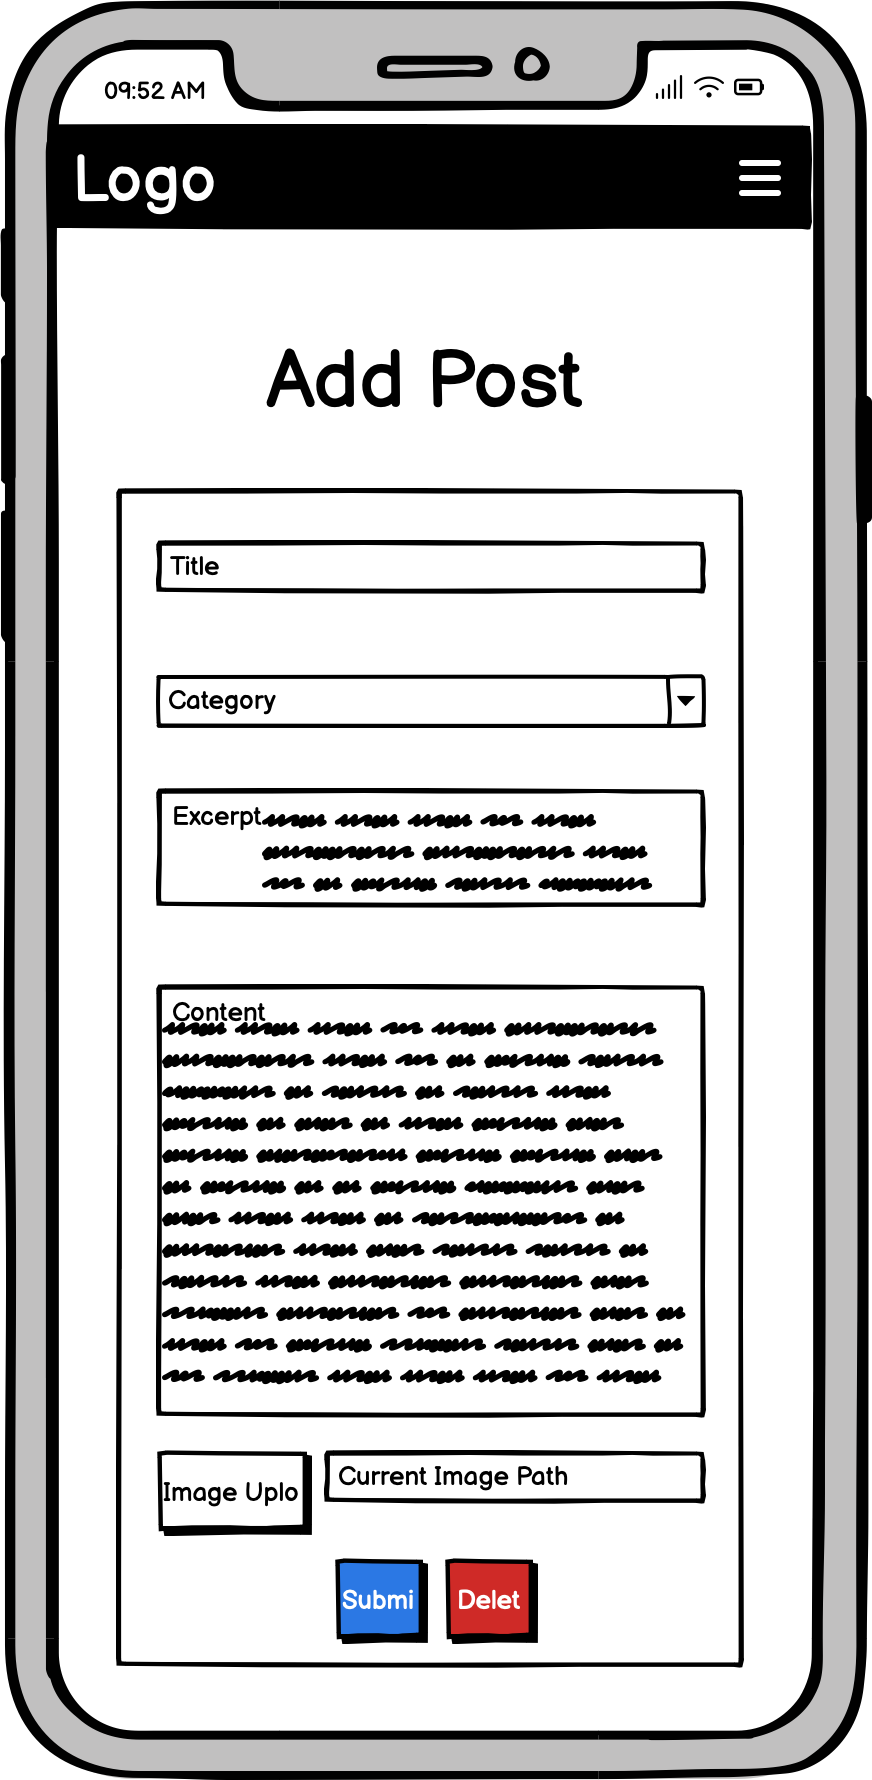 09:52 AM
Logo
Add Post
Title
Category
Excerpt
Content
Image Uplo
Current Image Path
Submi
Delet